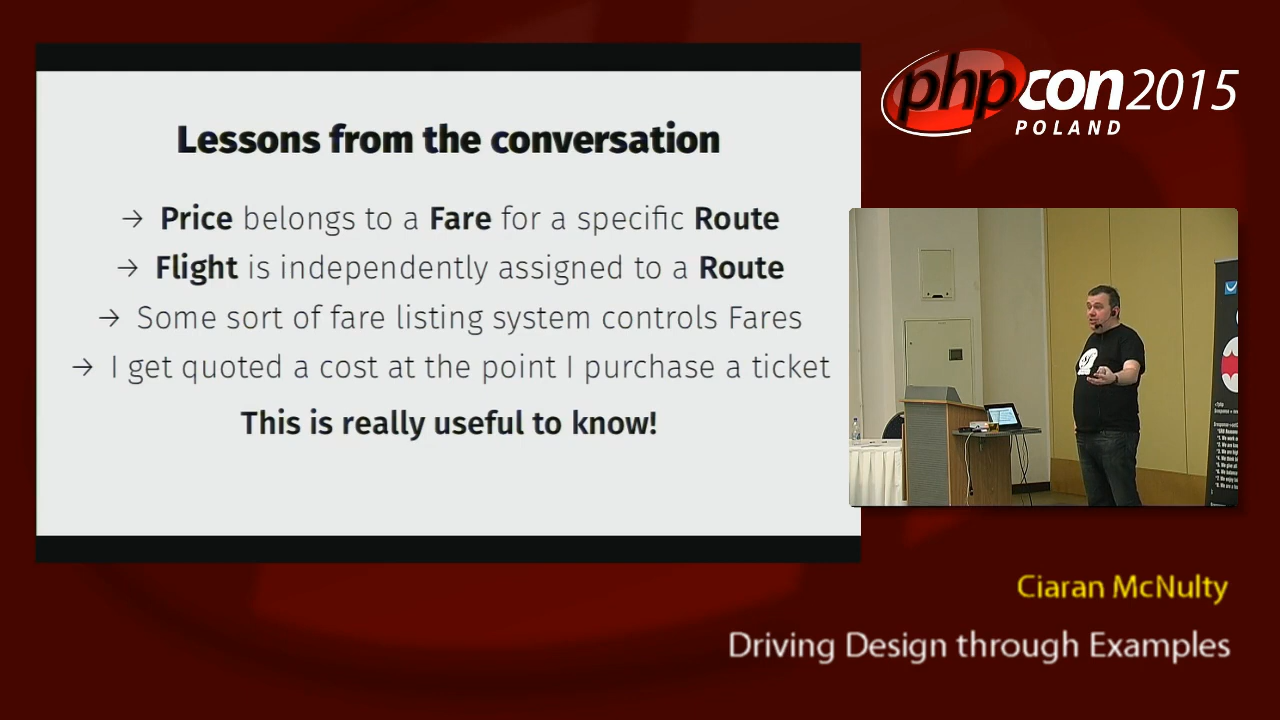 Lessons from the conversation
→ Price belongs to a Fare for a specific Route
→ Flight is independently assigned to a Route
→ Some sort of fare listing system controls Fares
→ I get quoted a cost at the point I purchase a ticket
This is really useful to know!
phpcon2015
POLAND
Ciaran McNulty
Driving Design through Examples